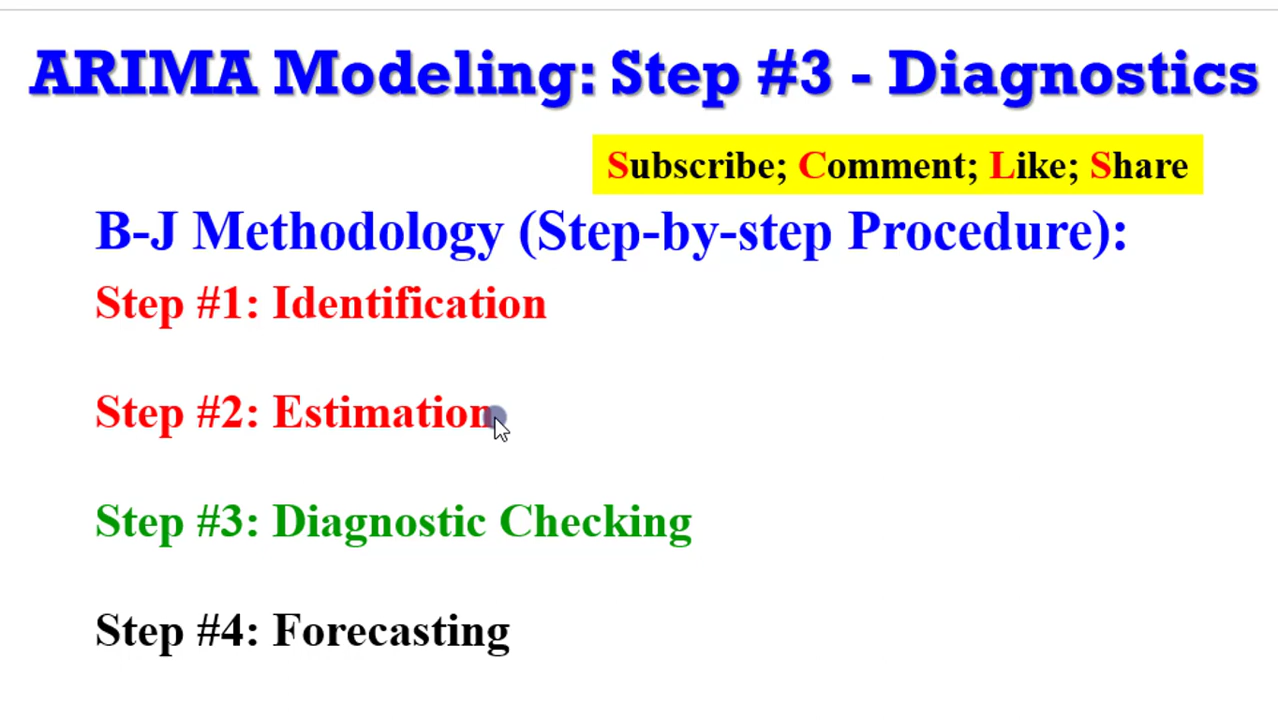 ARIMA Modeling: Step #3 - Diagnostics
Subscribe; Comment; Like; Share
B-J Methodology (Step-by-step Procedure):
Step #1: Identification
Step #2: Estimation
Step #3: Diagnostic Checking
Step #4: Forecasting